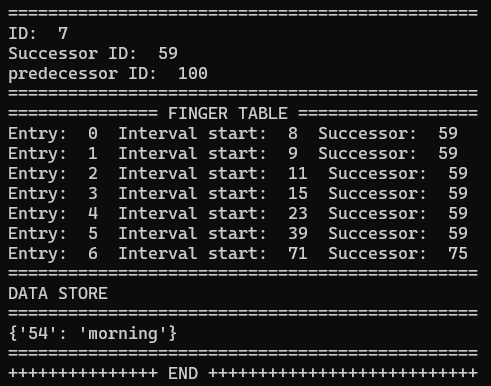 ===============================================
ID:  7
Successor ID:  59
predecessor ID:  100
===============================================
=============== FINGER TABLE ==================
Entry:  0  Interval start:  8  Successor:  59
Entry:  1  Interval start:  9  Successor:  59
Entry:  2  Interval start:  11  Successor:  59
Entry:  3  Interval start:  15  Successor:  59
Entry:  4  Interval start:  23  Successor:  59
Entry:  5  Interval start:  39  Successor:  59
Entry:  6  Interval start:  71  Successor:  75
===============================================
DATA STORE
===============================================
{'54': 'morning'}
===============================================
+++++++++++++++ END +++++++++++++++++++++++++++